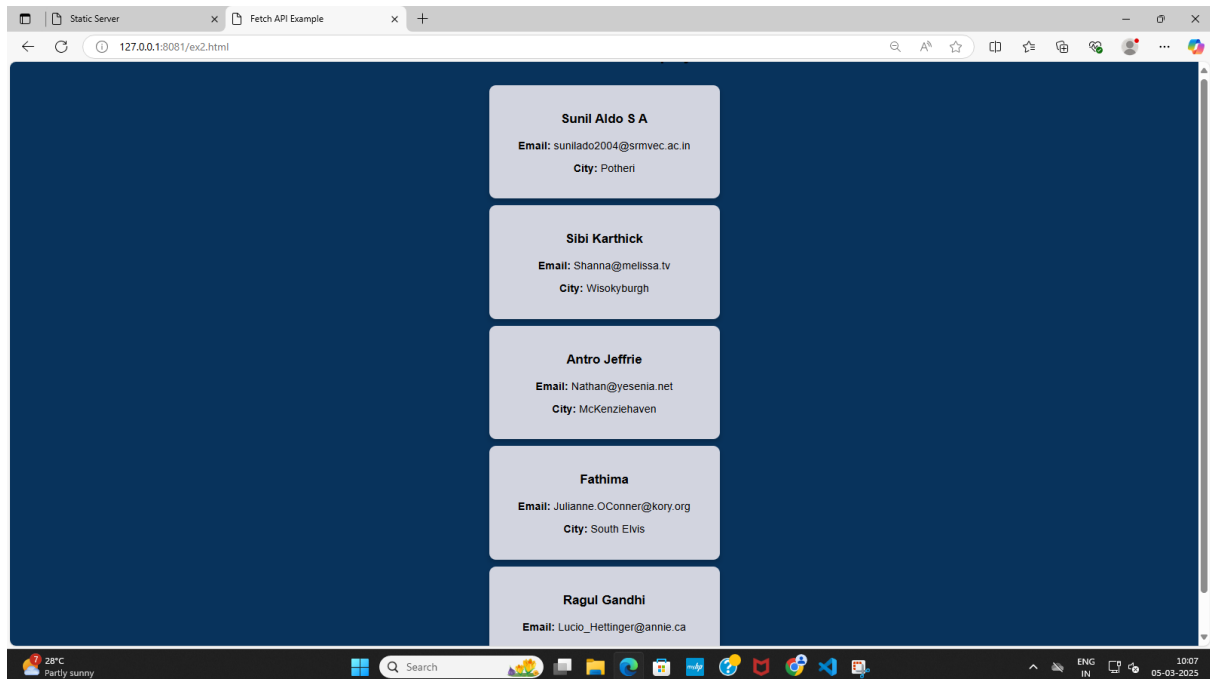 Static Server
Fetch API Example
127.0.0.1:8081/ex2.html
Sunil Aldo S A
Email: sunilado2004@srmvec.ac.in
City: Potheri
Sibi Karthick
Email: Shanna@melissa.tv
City: Wisokyburgh
Antro Jeffrie
Email: Nathan@yesenia.net
City: McKenziehaven
Fathima
Email: Julianne.OConner@kory.org
City: South Elvis
Ragul Gandhi
Email: Lucio_Hettinger@annie.ca
7
28°C
Partly sunny
Search
mdp
ENG
IN
10:07
05-03-2025